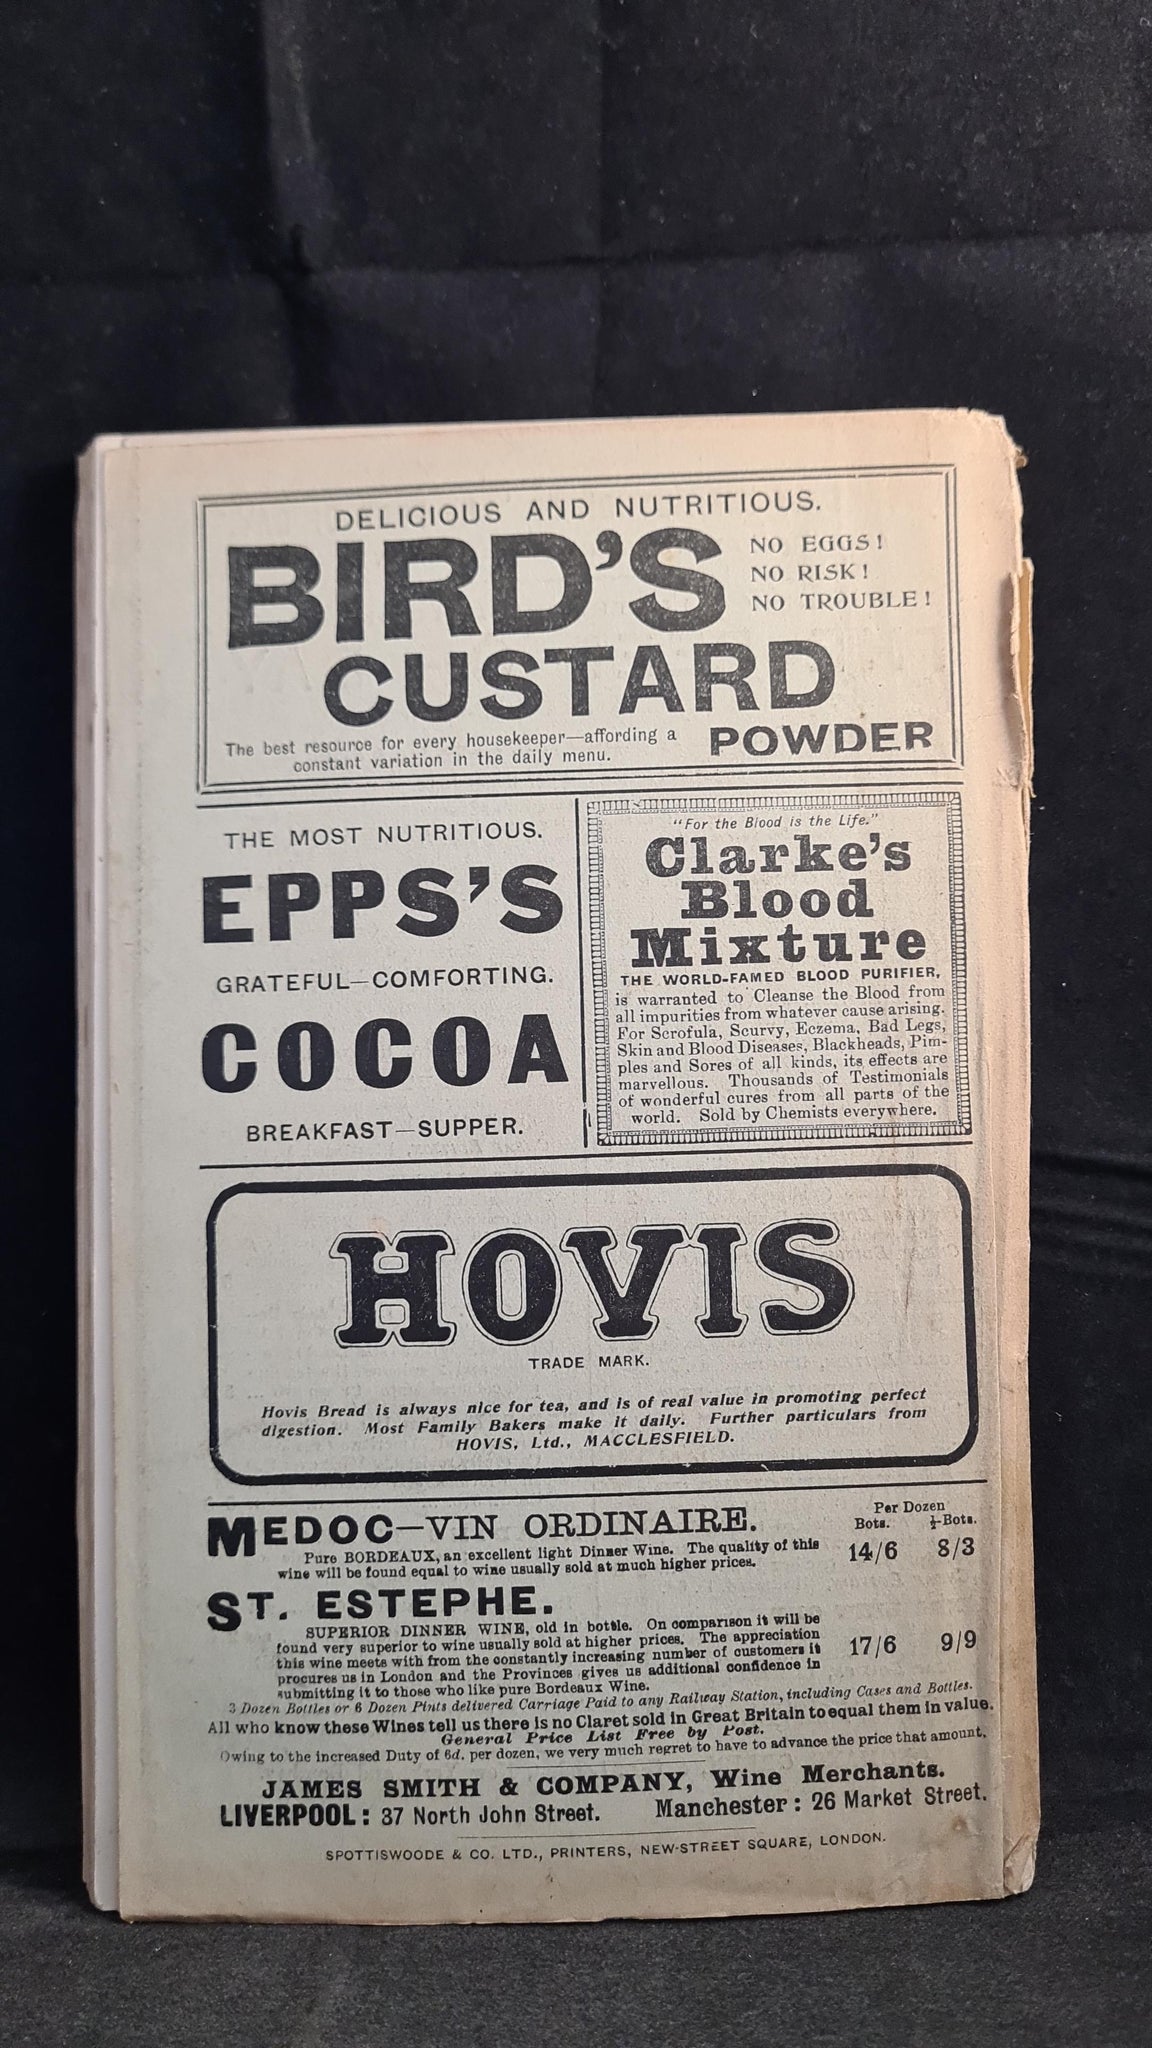 DELICIOUS AND NUTRITIOUS.
BIRD'S
NO EGGS!
NO RISK!
NO TROUBLE!
CUSTARD
POWDER
The best resource for every housekeeper—affording a
constant variation in the daily menu.
THE MOST NUTRITIOUS.
EPPS'S
GRATEFUL—COMFORTING.
COCOA
BREAKFAST—SUPPER.
"For the Blood is the Life."
Clarke's
Blood
Mixture
THE WORLD-FAMED BLOOD PURIFIER,
is warranted to Cleanse the Blood from
all impurities from whatever cause arising.
For Scrofula, Scurvy, Eczema, Bad Legs,
Skin and Blood Diseases, Blackheads, Pim-
ples and Sores of all kinds, its effects are
marvellous. Thousands of Testimonials
of wonderful cures from all parts of the
world. Sold by Chemists everywhere.
HOVIS
TRADE MARK.
Hovis Bread is always nice for tea, and is of real value in promoting perfect
digestion. Most Family Bakers make it daily. Further particulars from
HOVIS, Ltd., MACCLESFIELD.
Per Dozen
Bots. ½-Bots.
MEDOC—VIN ORDINAIRE.
Pure BORDEAUX, an excellent light Dinner Wine. The quality of this
wine will be found equal to wine usually sold at much higher prices.
14/6 8/3
ST. ESTEPHE.
SUPERIOR DINNER WINE, old in bottle. On comparison it will be
found very superior to wine usually sold at higher prices. The appreciation
this wine meets with from the constantly increasing number of customers it
procures us in London and the Provinces gives us additional confidence in
submitting it to those who like pure Bordeaux Wine.
17/6 9/9
3 Dozen Bottles or 6 Dozen Pints delivered Carriage Paid to any Railway Station, including Cases and Bottles.
All who know these Wines tell us there is no Claret sold in Great Britain to equal them in value.
General Price List Free by Post.
Owing to the increased Duty of 6d. per dozen, we very much regret to have to advance the price that amount.
JAMES SMITH & COMPANY, Wine Merchants.
LIVERPOOL: 37 North John Street. Manchester: 26 Market Street.
SPOTTISWOODE & CO. LTD., PRINTERS, NEW-STREET SQUARE, LONDON.